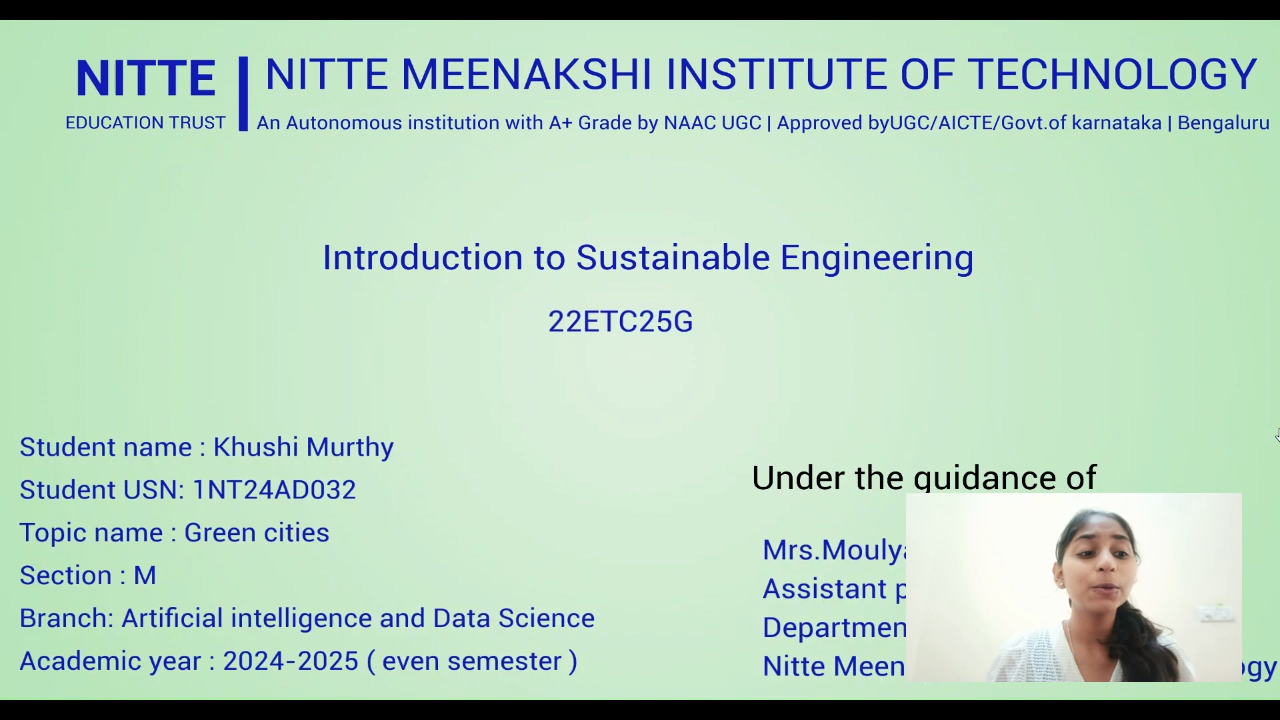 NITTE
EDUCATION TRUST
NITTE MEENAKSHI INSTITUTE OF TECHNOLOGY
An Autonomous institution with A+ Grade by NAAC UGC | Approved byUGC/AICTE/Govt.of karnataka | Bengaluru
Introduction to Sustainable Engineering
22ETC25G
Student name : Khushi Murthy
Student USN: 1NT24AD032
Topic name : Green cities
Section : M
Branch: Artificial intelligence and Data Science
Academic year : 2024-2025 ( even semester )
Under the guidance of
Assistant
Nitte